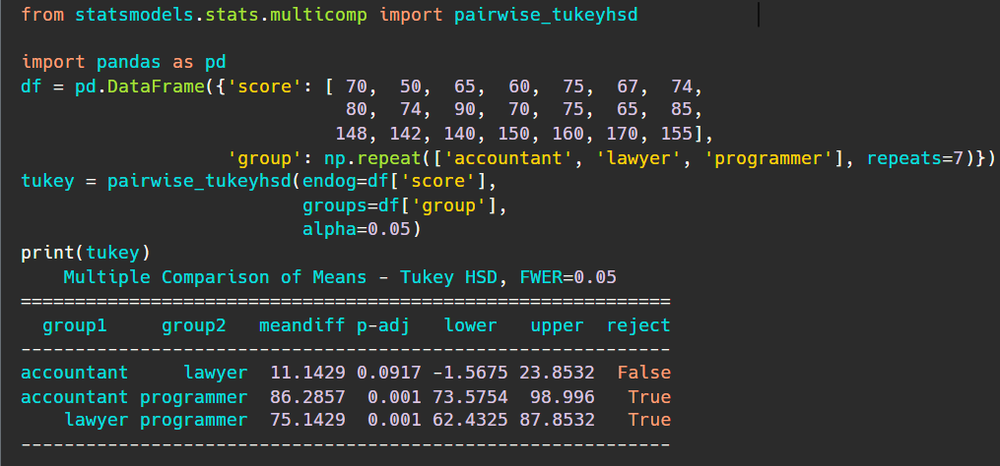 from statsmodels.stats.multicomp import pairwise_tukeyhsd
import pandas as pd
df = pd.DataFrame({'score': [ 70,  50,  65,  60,  75,  67,  74,
                              80,  74,  90,  70,  75,  65,  85,
                             148, 142, 140, 150, 160, 170, 155],
                   'group': np.repeat(['accountant', 'lawyer', 'programmer'], repeats=7)})
tukey = pairwise_tukeyhsd(endog=df['score'],
                          groups=df['group'],
                          alpha=0.05)
print(tukey)
    Multiple Comparison of Means - Tukey HSD, FWER=0.05
============================================================
  group1     group2   meandiff p-adj   lower   upper  reject
------------------------------------------------------------
accountant     lawyer  11.1429 0.0917 -1.5675 23.8532  False
accountant programmer  86.2857  0.001 73.5754  98.996   True
    lawyer programmer  75.1429  0.001 62.4325 87.8532   True
------------------------------------------------------------